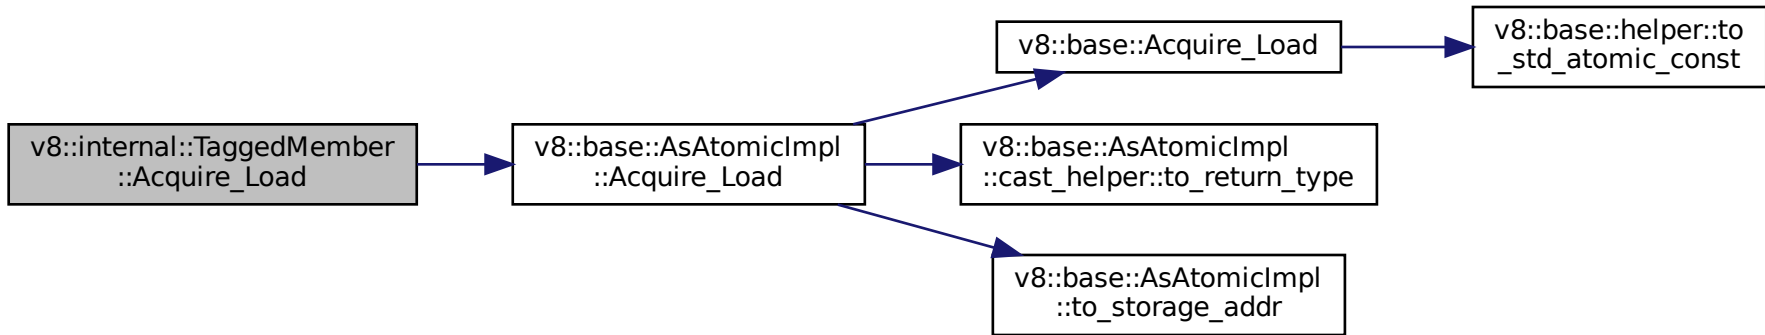 v8::internal::TaggedMember
::Acquire_Load
v8::base::AsAtomicImpl
::Acquire_Load
v8::base::Acquire_Load
v8::base::helper::to
_std_atomic_const
v8::base::AsAtomicImpl
::cast_helper::to_return_type
v8::base::AsAtomicImpl
::to_storage_addr